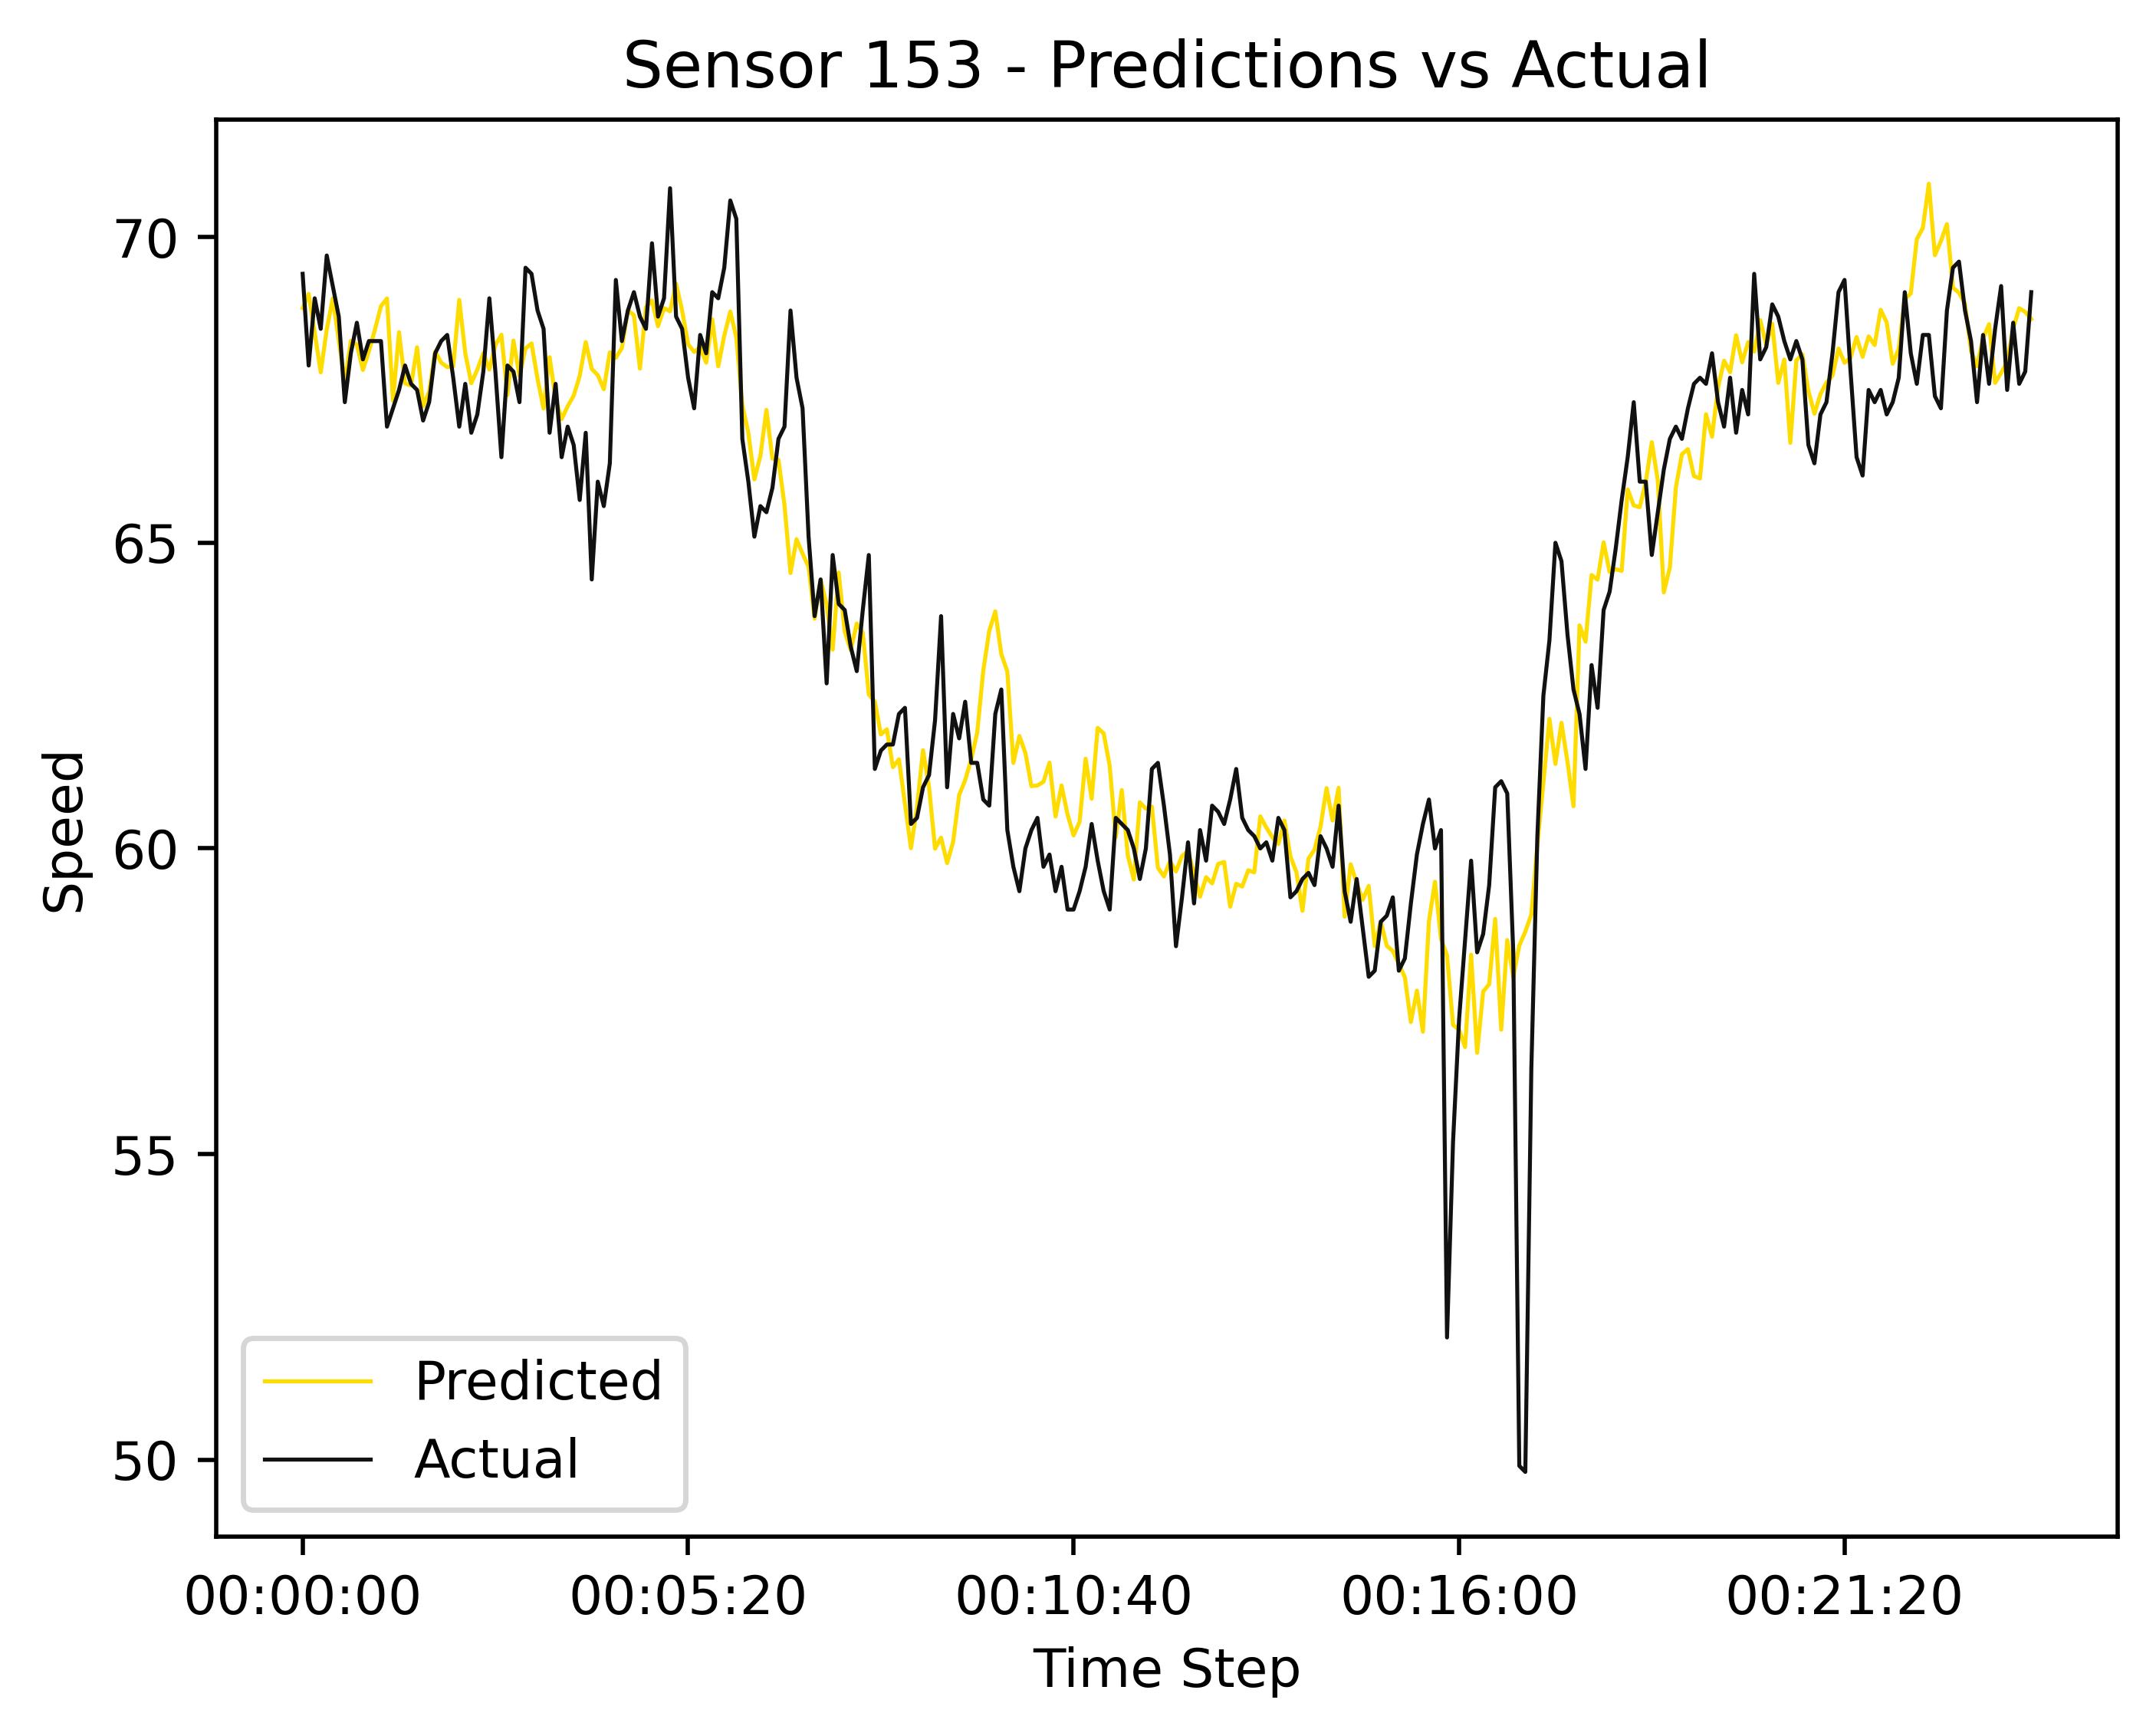 Sensor 153 - Predictions vs Actual
70
65
60
55
50
Speed
Predicted
Actual
00:00:00 00:05:20 00:10:40 00:16:00 00:21:20
Time Step